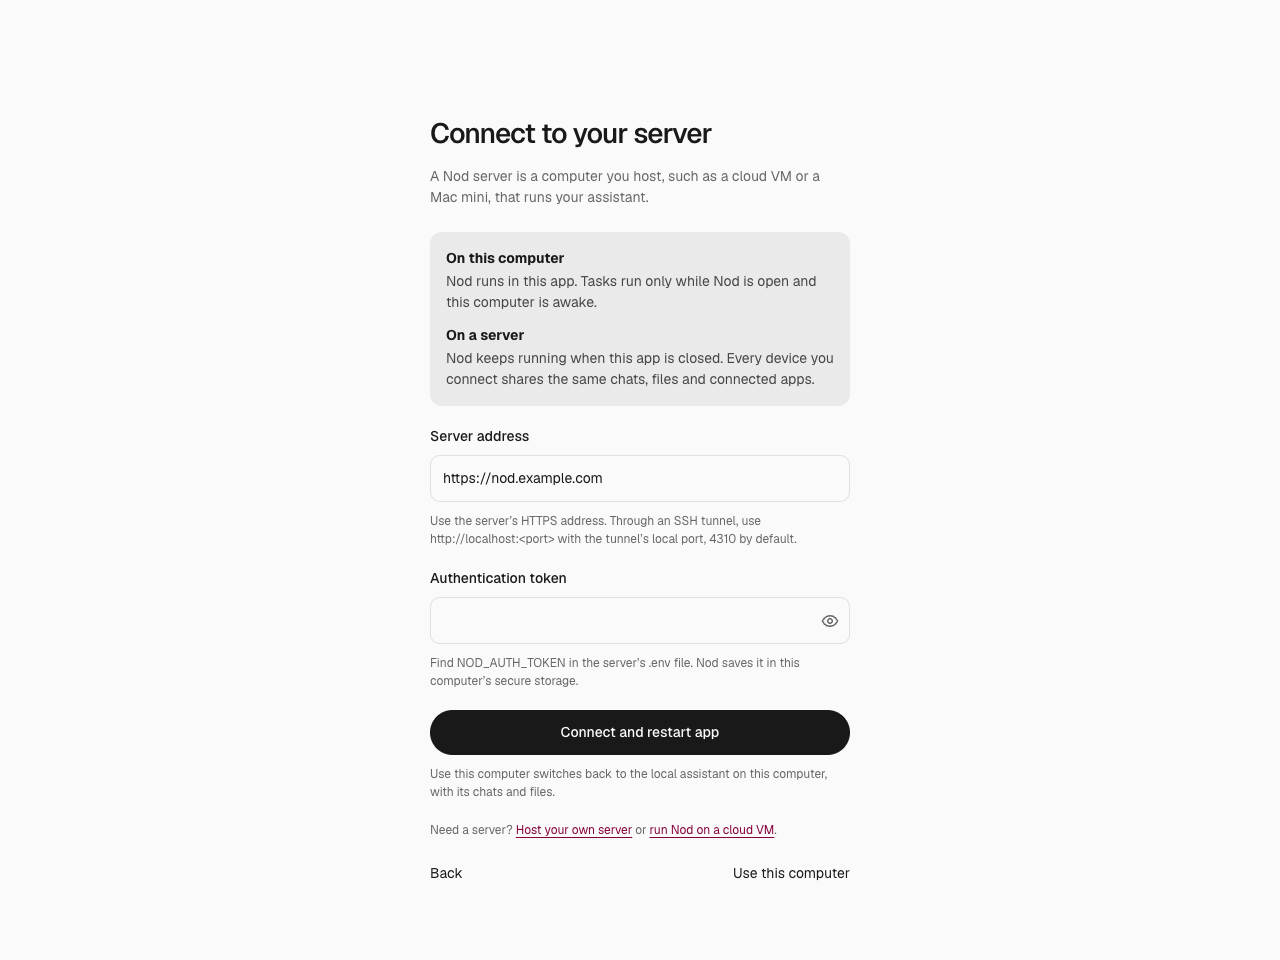 Connect to your server
A Nod server is a computer you host, such as a cloud VM or a
Mac mini, that runs your assistant.
On this computer
Nod runs in this app. Tasks run only while Nod is open and
this computer is awake.
On a server
Nod keeps running when this app is closed. Every device you
connect shares the same chats, files and connected apps.
Server address
https://nod.example.com
Use the server's HTTPS address. Through an SSH tunnel, use
http://localhost:<port> with the tunnel's local port, 4310 by default.
Authentication token
Find NOD_AUTH_TOKEN in the server's .env file. Nod saves it in this
computer's secure storage.
Connect and restart app
Use this computer switches back to the local assistant on this computer,
with its chats and files.
Need a server? Host your own server or run Nod on a cloud VM.
Back Use this computer